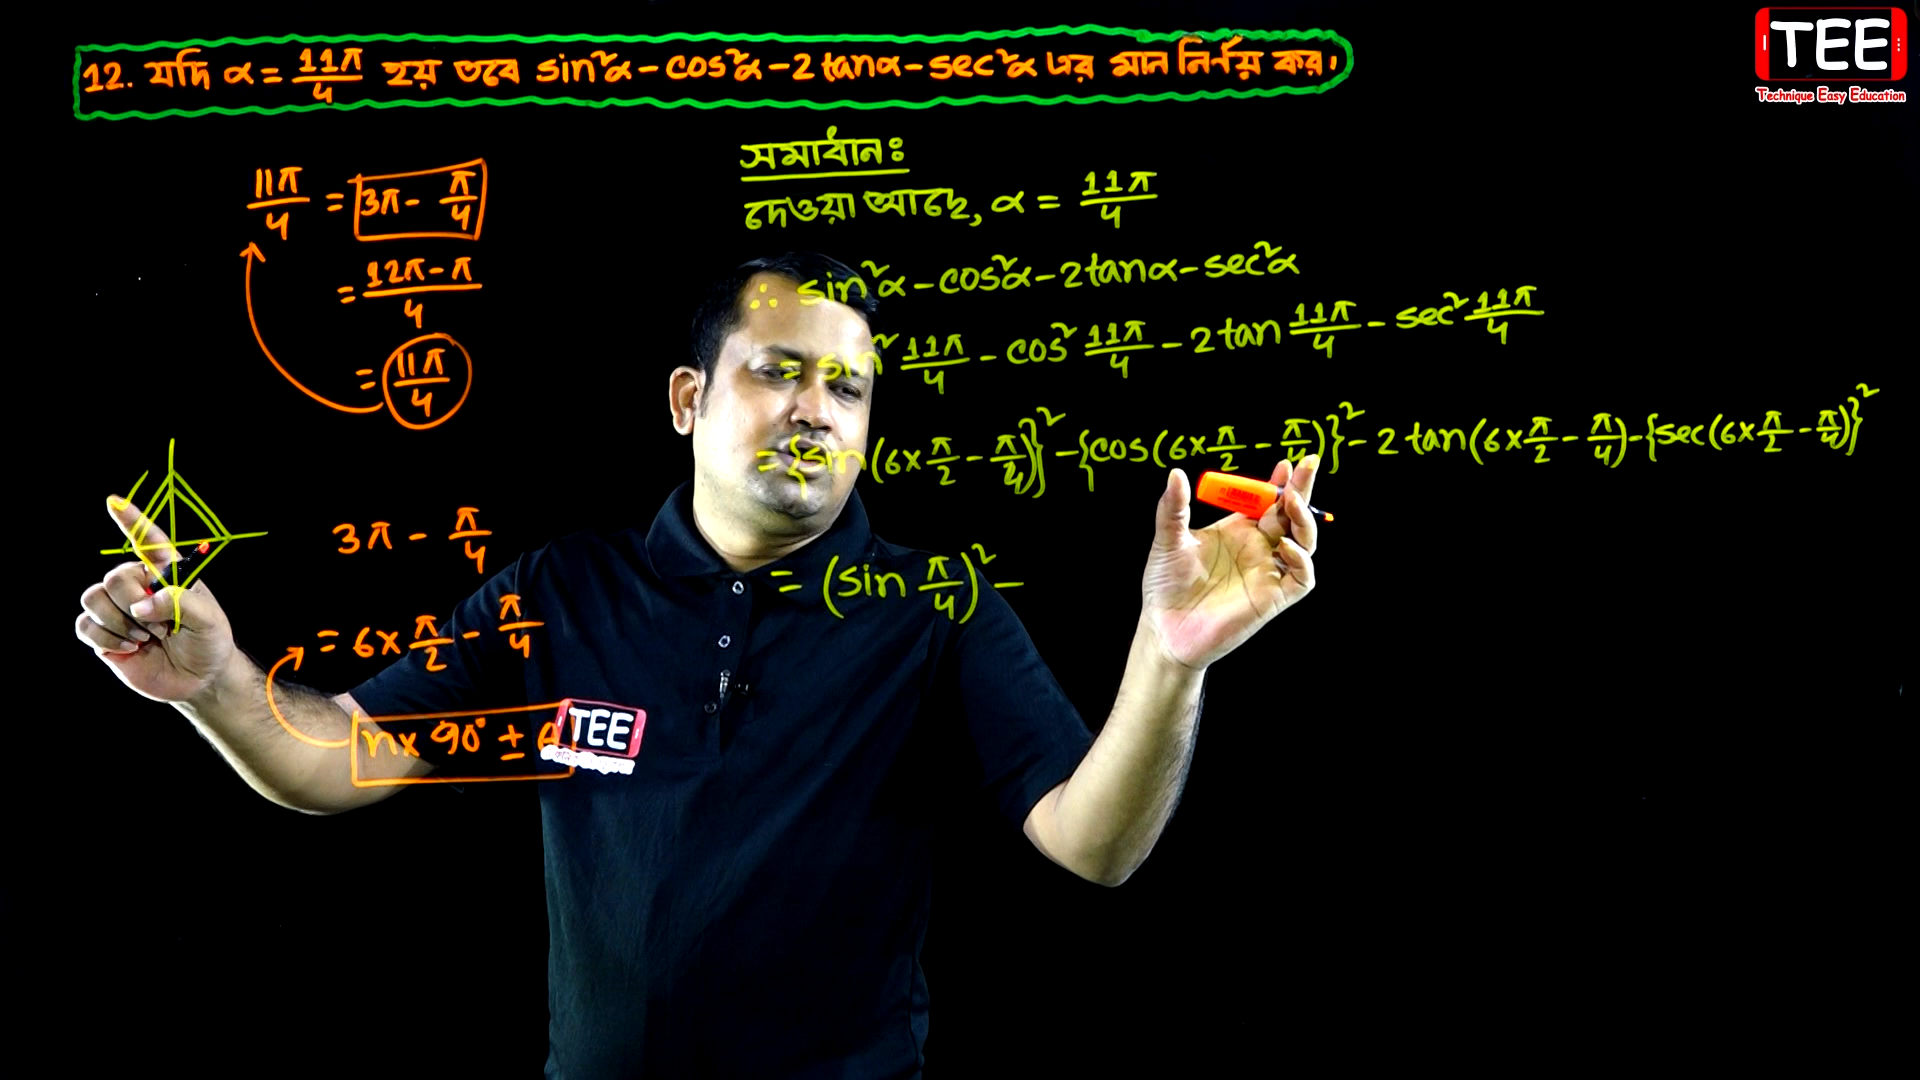 12. যদি α = 11π/4 হয় তবে sin²α - cos²α - 2 tanα - sec²α এর মান নির্ণয় কর।
TEE
Technique Easy Education
11π/4 = 3π - π/4
= 12π - π/4
= 11π/4
3π - π/4
= 6 × π/2 - π/4
n × 90° ±
TEE
সমাধানঃ
দেওয়া আছে, α = 11π/4
∴ sin²α - cos²α - 2 tanα - sec²α
= sin² 11π/4 - cos² 11π/4 - 2 tan 11π/4 - sec² 11π/4
= {sin(6 × π/2 - π/4)}² - {cos(6 × π/2 - π/4)}² - 2 tan(6 × π/2 - π/4) - {sec(6 × π/2 - π/4)}²
= (sin π/4)² -